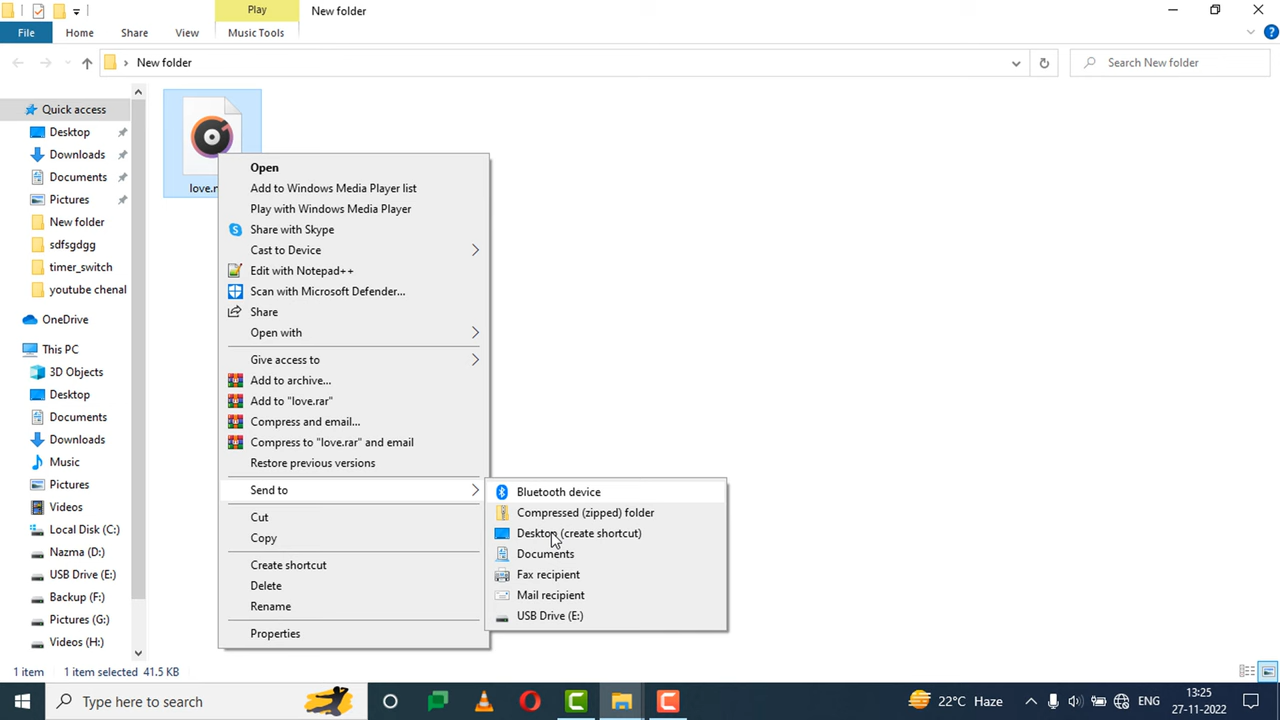 Play
New folder
File
Home
Share
View
Music Tools
New folder
Search New folder
Quick access
Desktop
Downloads
Documents
Pictures
New folder
sdfsgdgg
timer_switch
youtube chenal
OneDrive
This PC
3D Objects
Desktop
Documents
Downloads
Music
Pictures
Videos
Local Disk (C:)
Nazma (D:)
USB Drive (E:)
Backup (F:)
Pictures (G:)
Videos (H:)
Open
Add to Windows Media Player list
Play with Windows Media Player
Share with Skype
Cast to Device
Edit with Notepad++
Scan with Microsoft Defender...
Share
Open with
Give access to
Add to archive...
Add to "love.rar"
Compress and email...
Compress to "love.rar" and email
Restore previous versions
Send to
Cut
Copy
Create shortcut
Delete
Rename
Properties
Bluetooth device
Compressed (zipped) folder
Desktop (create shortcut)
Documents
Fax recipient
Mail recipient
USB Drive (E:)
1 item
1 item selected 41.5 KB
Type here to search
22°C Haze
ENG
13:25
27-11-2022